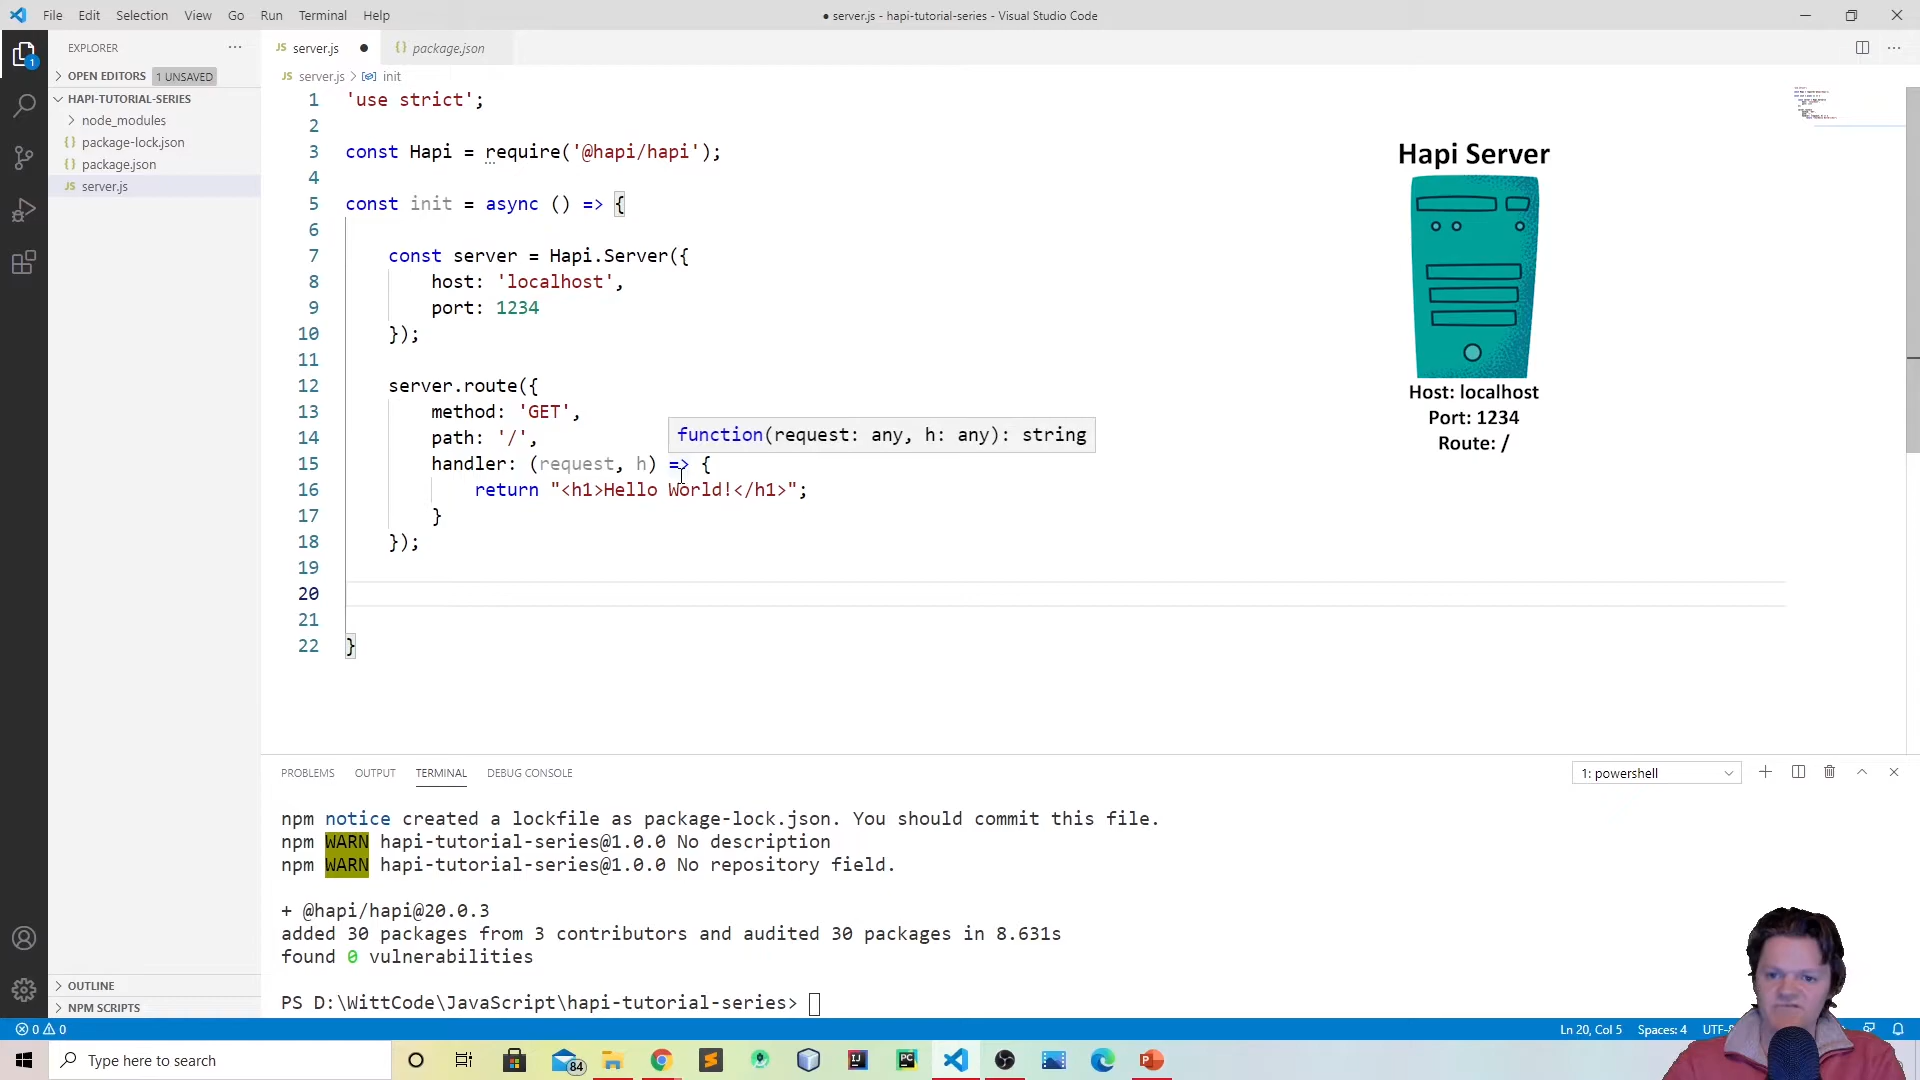 File Edit Selection View Go Run Terminal Help
● server.js - hapi-tutorial-series - Visual Studio Code
EXPLORER
OPEN EDITORS 1 UNSAVED
HAPI-TUTORIAL-SERIES
node_modules
{} package-lock.json
{} package.json
JS server.js
1
JS server.js ●
{} package.json
JS server.js > init
1 'use strict';
2
3 const Hapi = require('@hapi/hapi');
4
5 const init = async () => {
6
7 const server = Hapi.Server({
8 host: 'localhost',
9 port: 1234
10 });
11
12 server.route({
13 method: 'GET',
14 path: '/',
15 handler: (request, h) => {
16 return "<h1>Hello World!</h1>";
17 }
18 });
19
20
21
22 }
function(request: any, h: any): string
Hapi Server
Host: localhost
Port: 1234
Route: /
PROBLEMS OUTPUT TERMINAL DEBUG CONSOLE
1: powershell
npm notice created a lockfile as package-lock.json. You should commit this file.
npm WARN hapi-tutorial-series@1.0.0 No description
npm WARN hapi-tutorial-series@1.0.0 No repository field.
+ @hapi/hapi@20.0.3
added 30 packages from 3 contributors and audited 30 packages in 8.631s
found 0 vulnerabilities
PS D:\WittCode\JavaScript\hapi-tutorial-series>
OUTLINE
NPM SCRIPTS
0 0
Ln 20, Col 5 Spaces: 4
Type here to search
84
IJ
PC
P